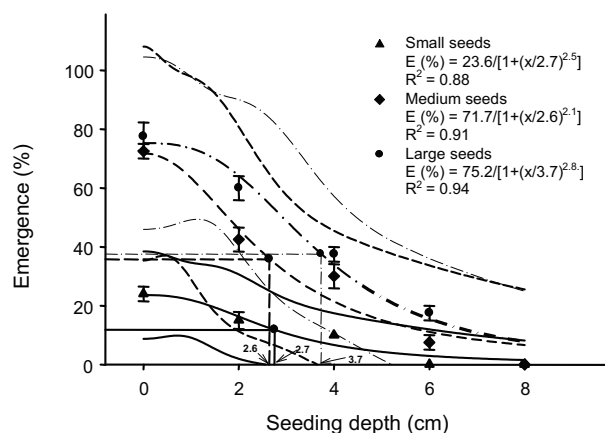 Small seeds
E (%) = 23.6/[1+(x/2.7)^2.5]
R² = 0.88
Medium seeds
E (%) = 71.7/[1+(x/2.6)^2.1]
R² = 0.91
Large seeds
E (%) = 75.2/[1+(x/3.7)^2.8.]
R² = 0.94
Emergence (%)
100
80
60
40
20
0
2.6
2.7
3.7
0 2 4 6 8
Seeding depth (cm)